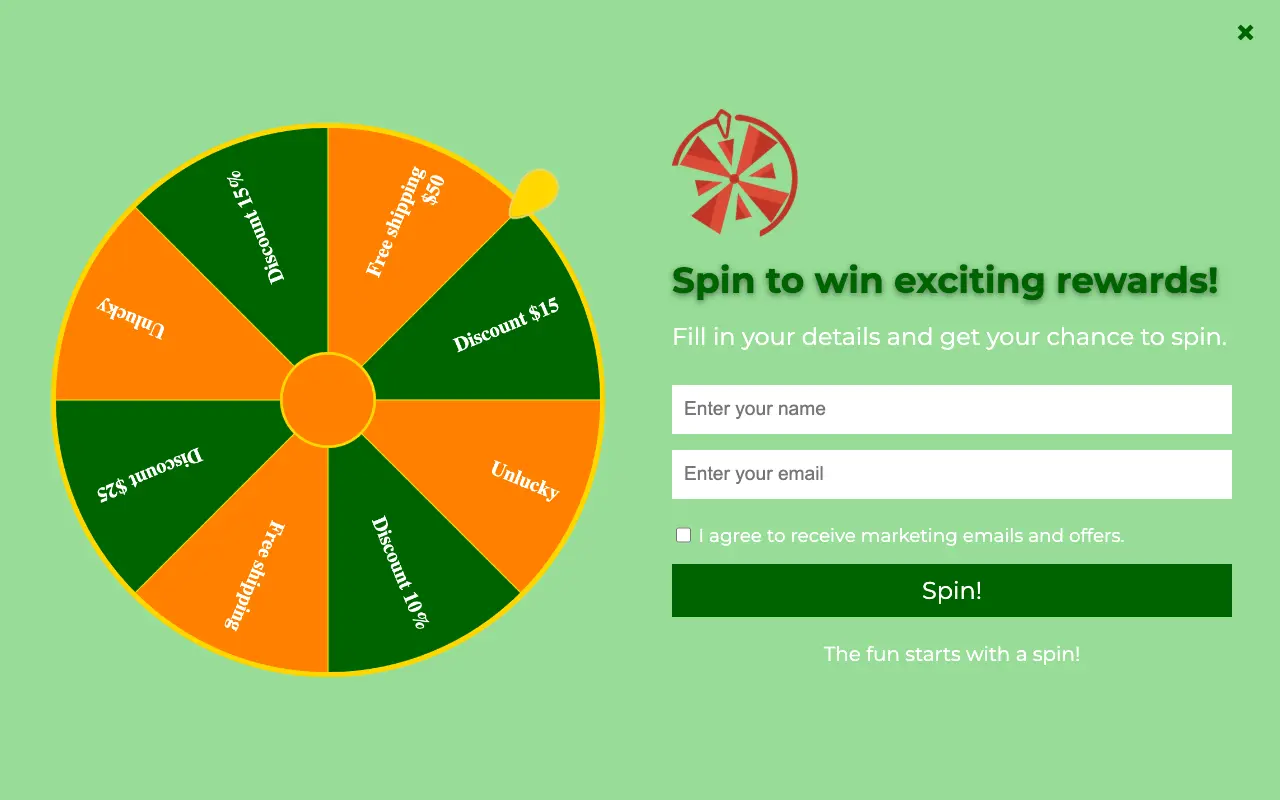 Discount 15%
Free shipping
$50
Discount $15
Unlucky
Discount 10%
Free shipping
Discount $25
Unlucky
Spin to win exciting rewards!
Fill in your details and get your chance to spin.
Enter your name
Enter your email
I agree to receive marketing emails and offers.
Spin!
The fun starts with a spin!